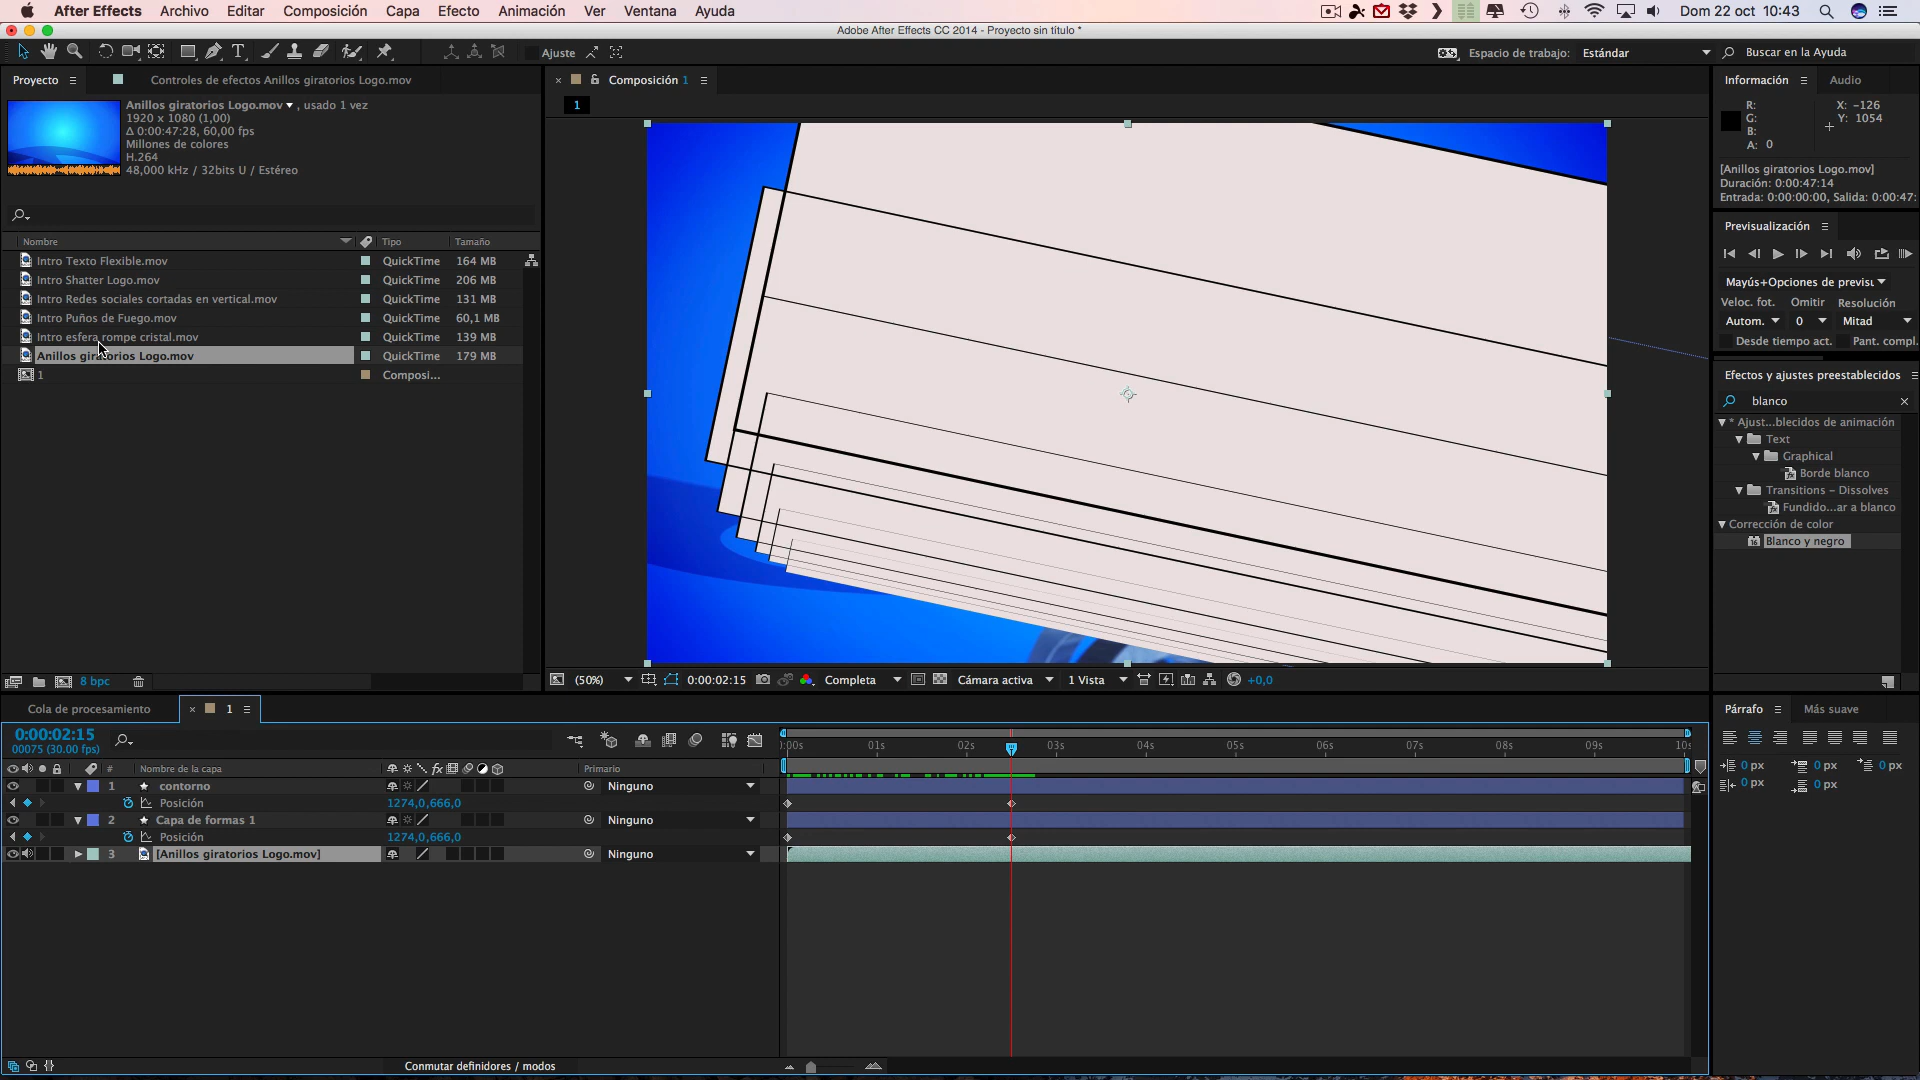 After Effects Archivo Editar Composición Capa Efecto Animación Ver Ventana Ayuda Dom 22 oct 10:43
Adobe After Effects CC 2014 - Proyecto sin título *
Ajuste Espacio de trabajo: Estándar Buscar en la Ayuda
Proyecto Controles de efectos Anillos giratorios Logo.mov
Anillos giratorios Logo.mov ▼ , usado 1 vez
1920 x 1080 (1,00)
Δ 0:00:47:28, 60,00 fps)
Millones de colores
H.264
48,000 kHz / 32bits U / Estéreo
Nombre Tipo Tamaño
Intro Texto Flexible.mov QuickTime 164 MB
Intro Shatter Logo.mov QuickTime 206 MB
Intro Redes sociales cortadas en vertical.mov QuickTime 131 MB
Intro Puños de Fuego.mov QuickTime 60,1 MB
Intro esfera rompe cristal.mov QuickTime 139 MB
Anillos giratorios Logo.mov QuickTime 179 MB
1 Composi...
8 bpc
Composición 1
1
(50%) 0:00:02:15 Completa Cámara activa 1 Vista +0,0
Información Audio
R: X: -126
G: Y: 1054
B:
A: 0
[Anillos giratorios Logo.mov]
Duración: 0:00:47:14
Entrada: 0:00:00:00, Salida: 0:00:47:
Previsualización
Mayús+Opciones de previsu
Veloc. fot. Omitir Resolución
Autom. 0 Mitad
Desde tiempo act. Pant. compl.
Efectos y ajustes preestablecidos
blanco
* Ajust...blecidos de animación
Text
Graphical
Borde blanco
Transitions - Dissolves
Fundido...ar a blanco
Corrección de color
Blanco y negro
Cola de procesamiento 1
0:00:02:15
00075 (30.00 fps)
:00s 01s 02s 03s 04s 05s 06s 07s 08s 09s 10s
# Nombre de la capa Primario
1 contorno Ninguno
Posición 1274,0,666,0
2 Capa de formas 1 Ninguno
Posición 1274,0,666,0
3 [Anillos giratorios Logo.mov] Ninguno
Conmutar definidores / modos
Párrafo Más suave
0 px 0 px 0 px
0 px 0 px